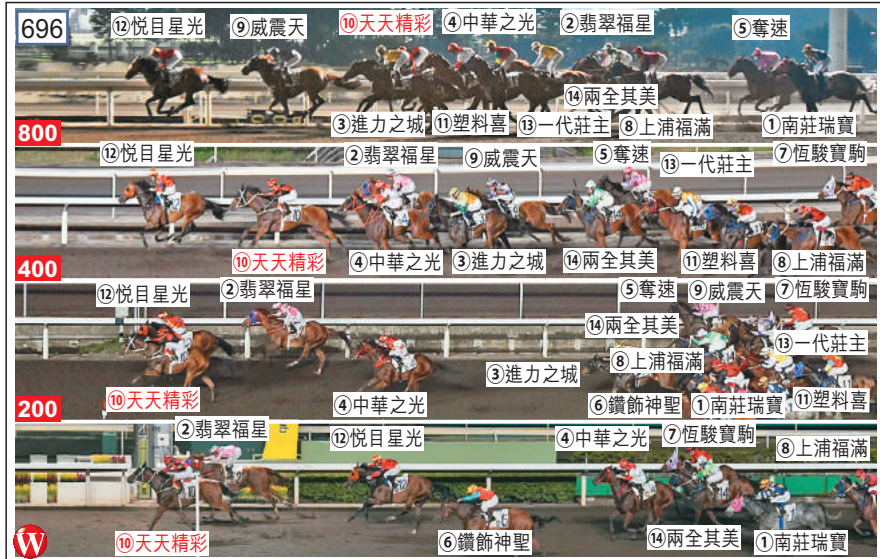 696
⑫悦目星光 ⑨威震天 ⑩天天精彩 ④中華之光 ②翡翠福星 ⑤奪速
⑭兩全其美
③進力之城 ⑪塑料喜 ⑬一代莊主 ⑧上浦福滿 ①南莊瑞寶
800
⑫悦目星光 ②翡翠福星 ⑨威震天 ⑤奪速 ⑬一代莊主 ⑦恆駿寶駒
⑩天天精彩 ④中華之光 ③進力之城 ⑭兩全其美 ⑪塑料喜 ⑧上浦福滿
400
⑫悦目星光 ②翡翠福星 ⑤奪速 ⑨威震天 ⑦恆駿寶駒
⑭兩全其美
⑬一代莊主
⑧上浦福滿
③進力之城
⑩天天精彩 ④中華之光 ⑥鑽飾神聖 ①南莊瑞寶 ⑪塑料喜
200
②翡翠福星 ⑫悦目星光 ④中華之光 ⑦恆駿寶駒 ⑧上浦福滿
⑩天天精彩 ⑥鑽飾神聖 ⑭兩全其美 ①南莊瑞寶
W